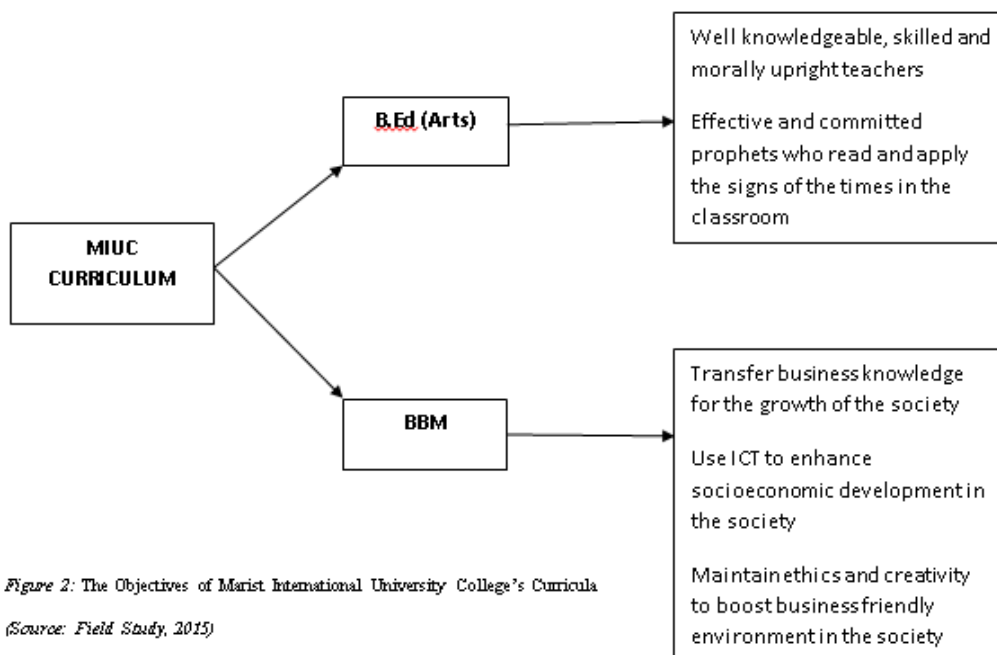 MIUC
CURRICULUM
B.Ed (Arts)
Well knowledgeable, skilled and
morally upright teachers
Effective and committed
prophets who read and apply
the signs of the times in the
classroom
BBM
Transfer business knowledge
for the growth of the society
Use ICT to enhance
socioeconomic development in
the society
Maintain ethics and creativity
to boost business friendly
environment in the society
Figure 2: The Objectives of Marist International University College's Curricula
(Source: Field Study, 2015)